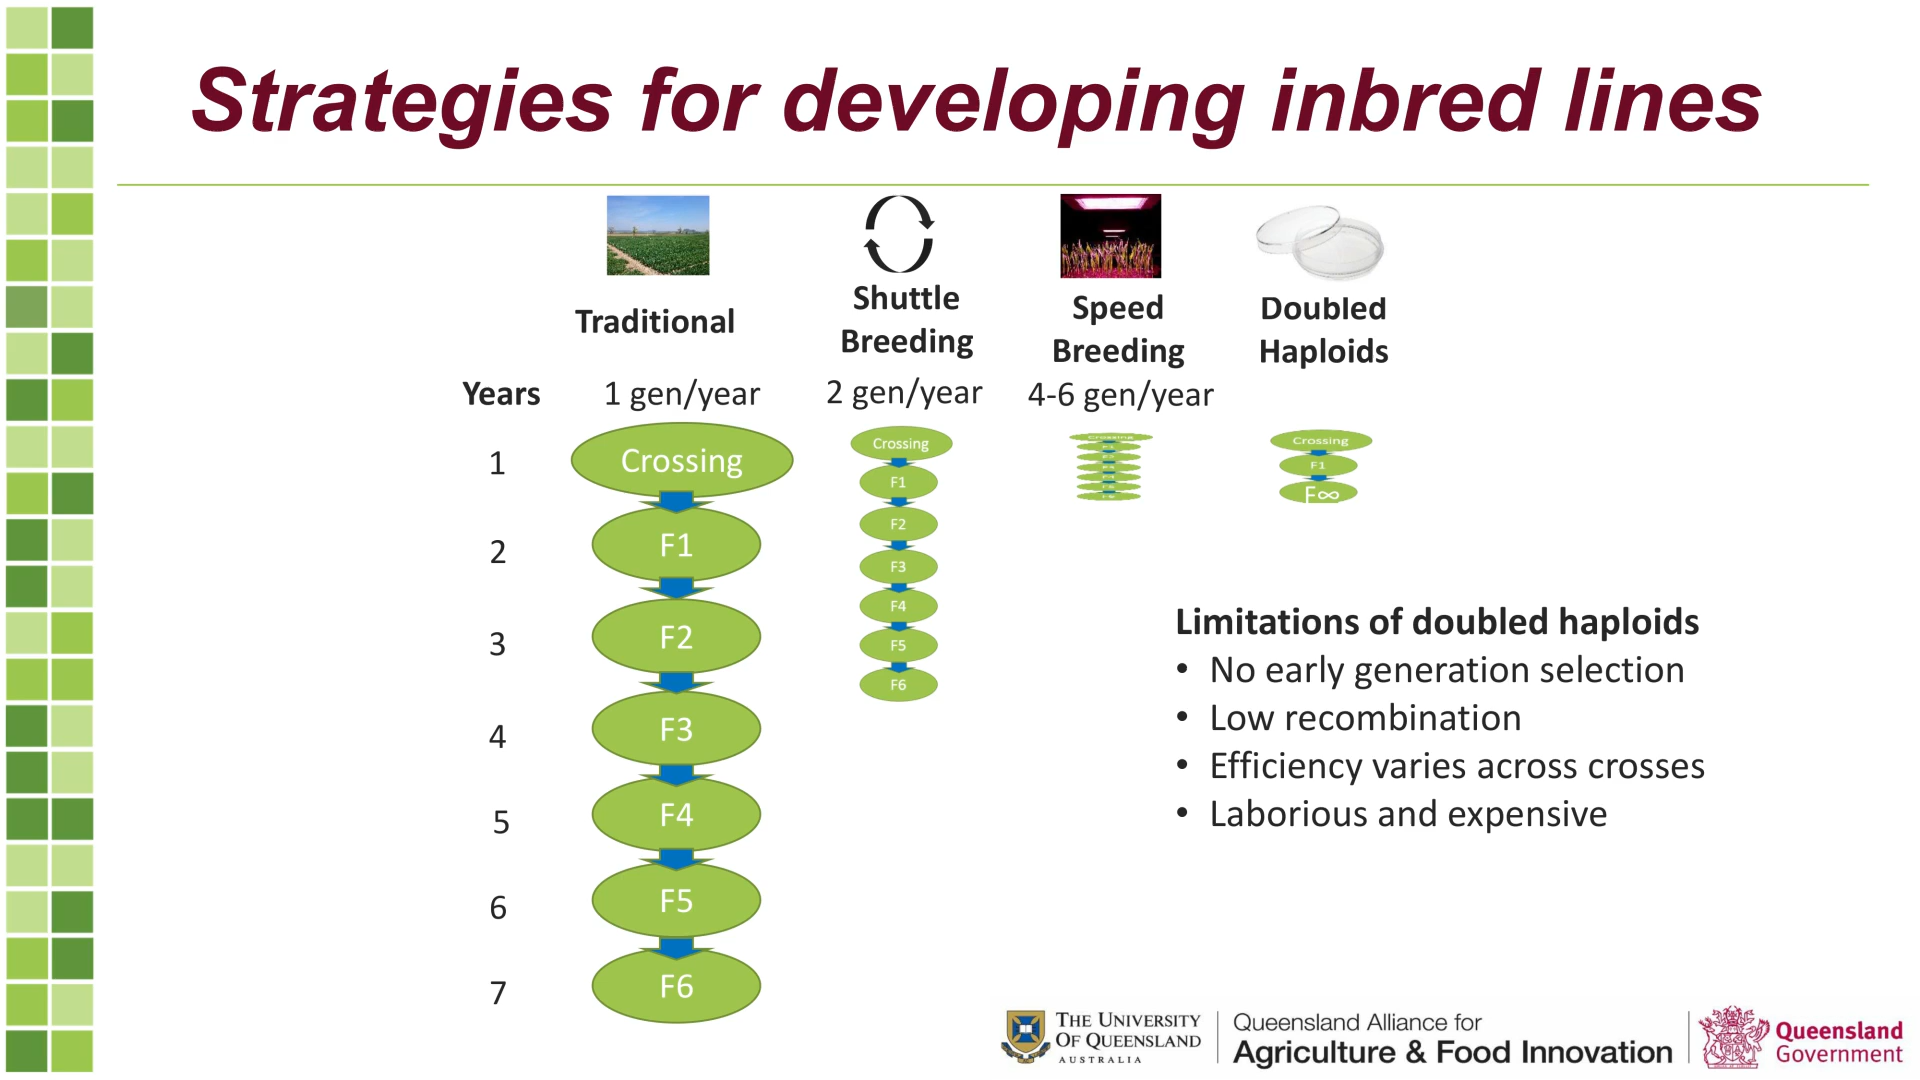 Strategies for developing inbred lines
Traditional
Shuttle
Breeding
Speed
Breeding
Doubled
Haploids
Years
1 gen/year
2 gen/year
4-6 gen/year
1
2
3
4
5
6
7
Crossing
F1
F2
F3
F4
F5
F6
Crossing
F1
F2
F3
F4
F5
F6
Crossing
Crossing
F1
F∞
Limitations of doubled haploids
• No early generation selection
• Low recombination
• Efficiency varies across crosses
• Laborious and expensive
THE UNIVERSITY
OF QUEENSLAND
AUSTRALIA
Queensland Alliance for
Agriculture & Food Innovation
Queensland
Government